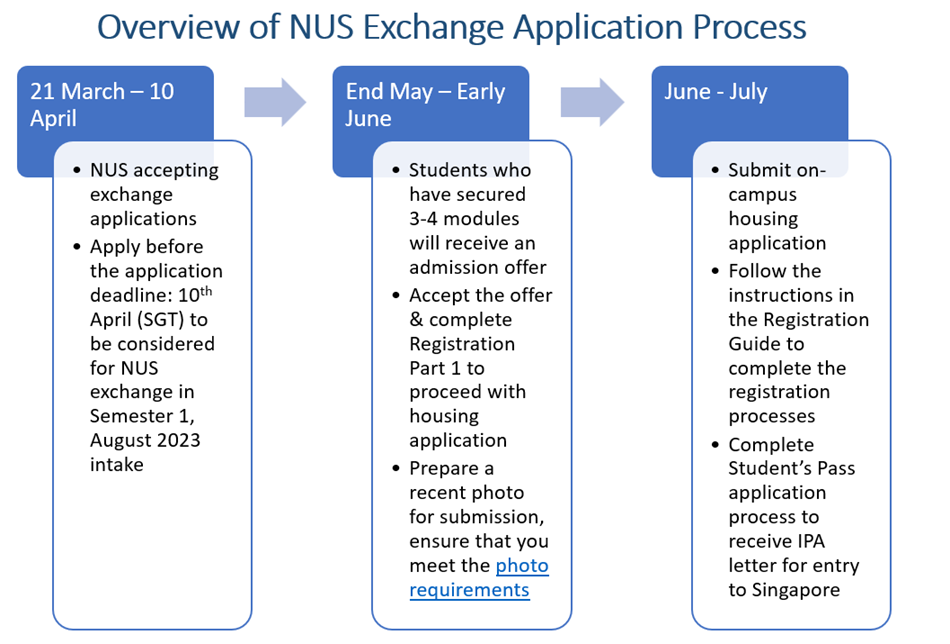 Overview of NUS Exchange Application Process
21 March – 10
April
• NUS accepting
exchange
applications
• Apply before
the application
deadline: 10th
April (SGT) to
be considered
for NUS
exchange in
Semester 1,
August 2023
intake
End May – Early
June
• Students who
have secured
3-4 modules
will receive an
admission offer
• Accept the offer
& complete
Registration
Part 1 to
proceed with
housing
application
• Prepare a
recent photo
for submission,
ensure that you
meet the photo
requirements
June - July
• Submit on-
campus
housing
application
• Follow the
instructions in
the Registration
Guide to
complete the
registration
processes
• Complete
Student’s Pass
application
process to
receive IPA
letter for entry
to Singapore